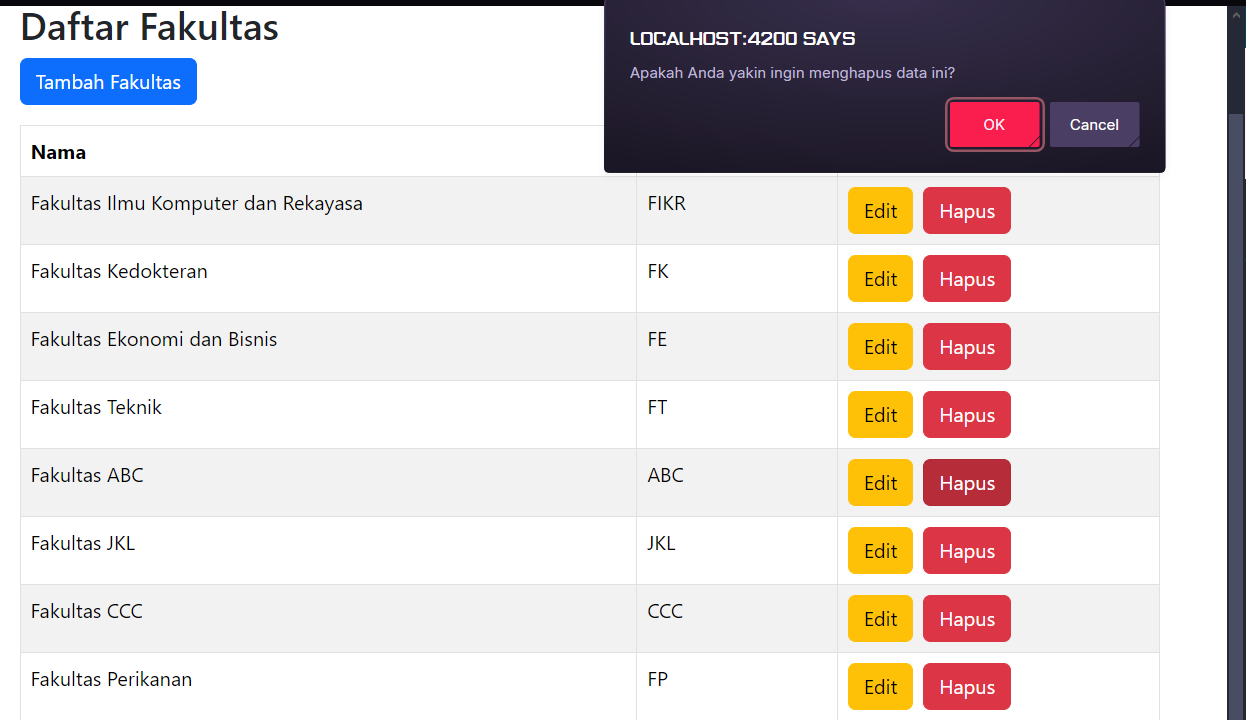 Daftar Fakultas
LOCALHOST:4200 SAYS
Apakah Anda yakin ingin menghapus data ini?
Tambah Fakultas
OK Cancel
Nama
Fakultas Ilmu Komputer dan Rekayasa FIKR Edit Hapus
Fakultas Kedokteran FK Edit Hapus
Fakultas Ekonomi dan Bisnis FE Edit Hapus
Fakultas Teknik FT Edit Hapus
Fakultas ABC ABC Edit Hapus
Fakultas JKL JKL Edit Hapus
Fakultas CCC CCC Edit Hapus
Fakultas Perikanan FP Edit Hapus